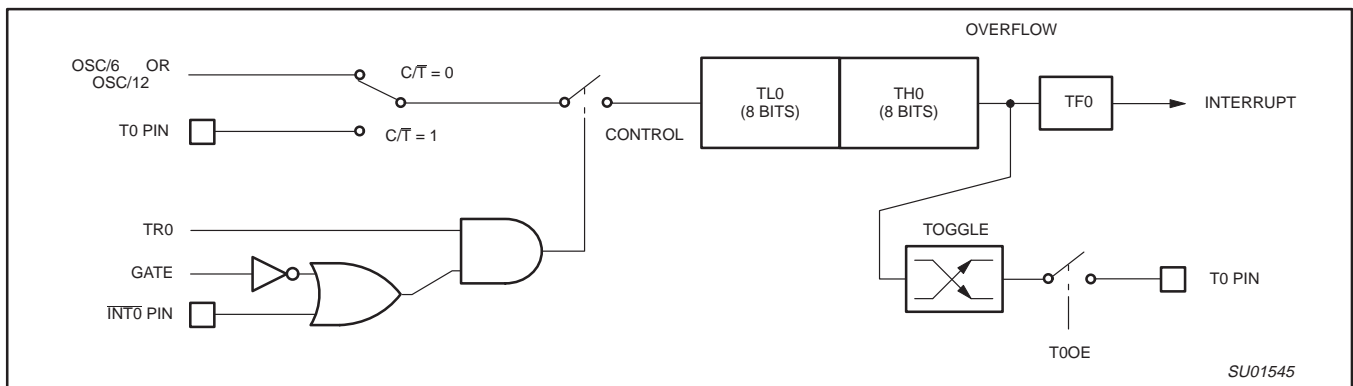 OVERFLOW
OSC/6 OR
OSC/12
C/T̅ = 0
TL0
(8 BITS)
TH0
(8 BITS)
TF0
INTERRUPT
T0 PIN
C/T̅ = 1
CONTROL
TR0
TOGGLE
GATE
T0 PIN
I̅N̅T̅0̅ PIN
T0OE
SU01545